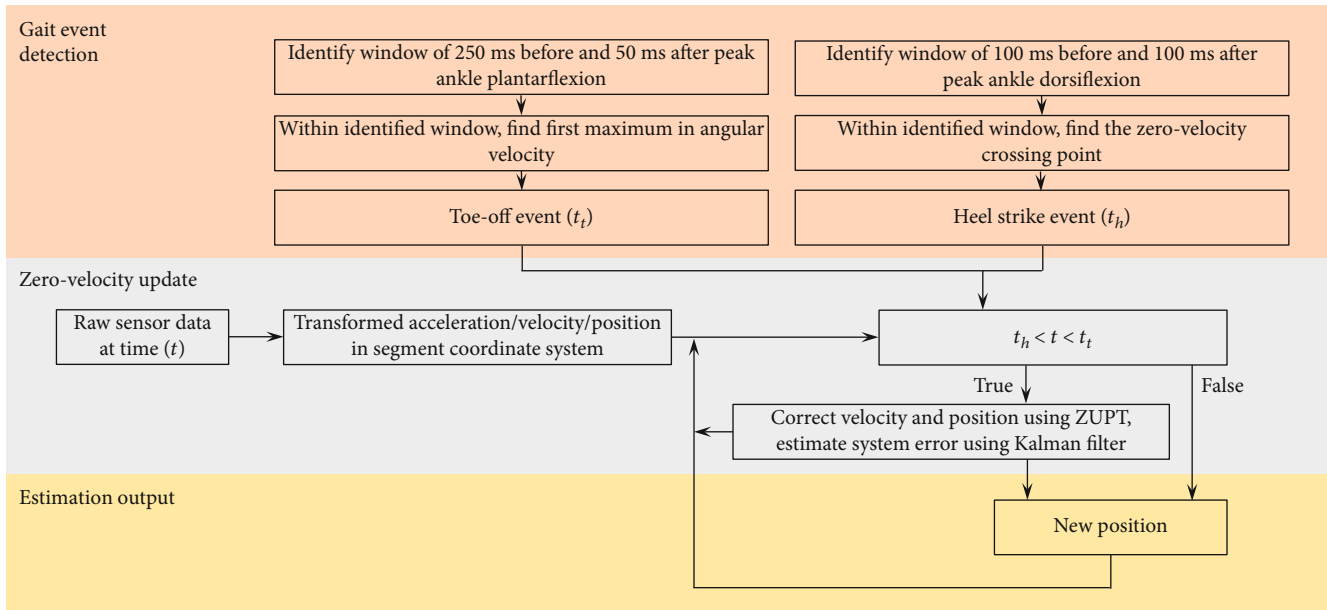 Gait event
detection
Identify window of 250 ms before and 50 ms after peak
ankle plantarflexion
Identify window of 100 ms before and 100 ms after
peak ankle dorsiflexion
Within identified window, find first maximum in angular
velocity
Within identified window, find the zero-velocity
crossing point
Toe-off event (tₜ)
Heel strike event (tₕ)
Zero-velocity update
Raw sensor data
at time (t)
Transformed acceleration/velocity/position
in segment coordinate system
tₕ < t < tₜ
True
False
Correct velocity and position using ZUPT,
estimate system error using Kalman filter
Estimation output
New position